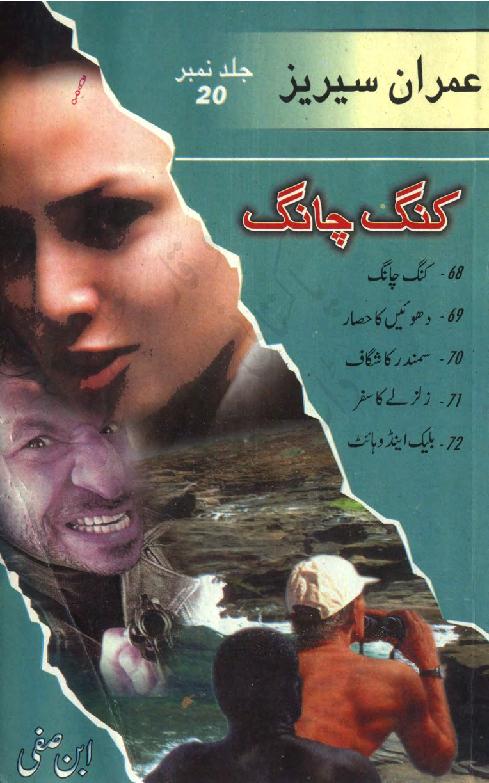 عمران سیریز
جلد نمبر
20
کنگ چانگ
68- کنگ چانگ
69- دھوئیں کا حصار
70- سمندر کا شگاف
71- زلزلے کا سفر
72- بلیک اینڈ وہائٹ
ابن صفی